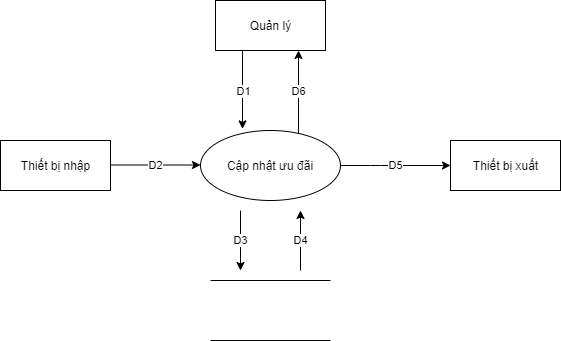 Quản lý
D1
D6
Thiết bị nhập
D2
Cập nhật ưu đãi
D5
Thiết bị xuất
D3
D4